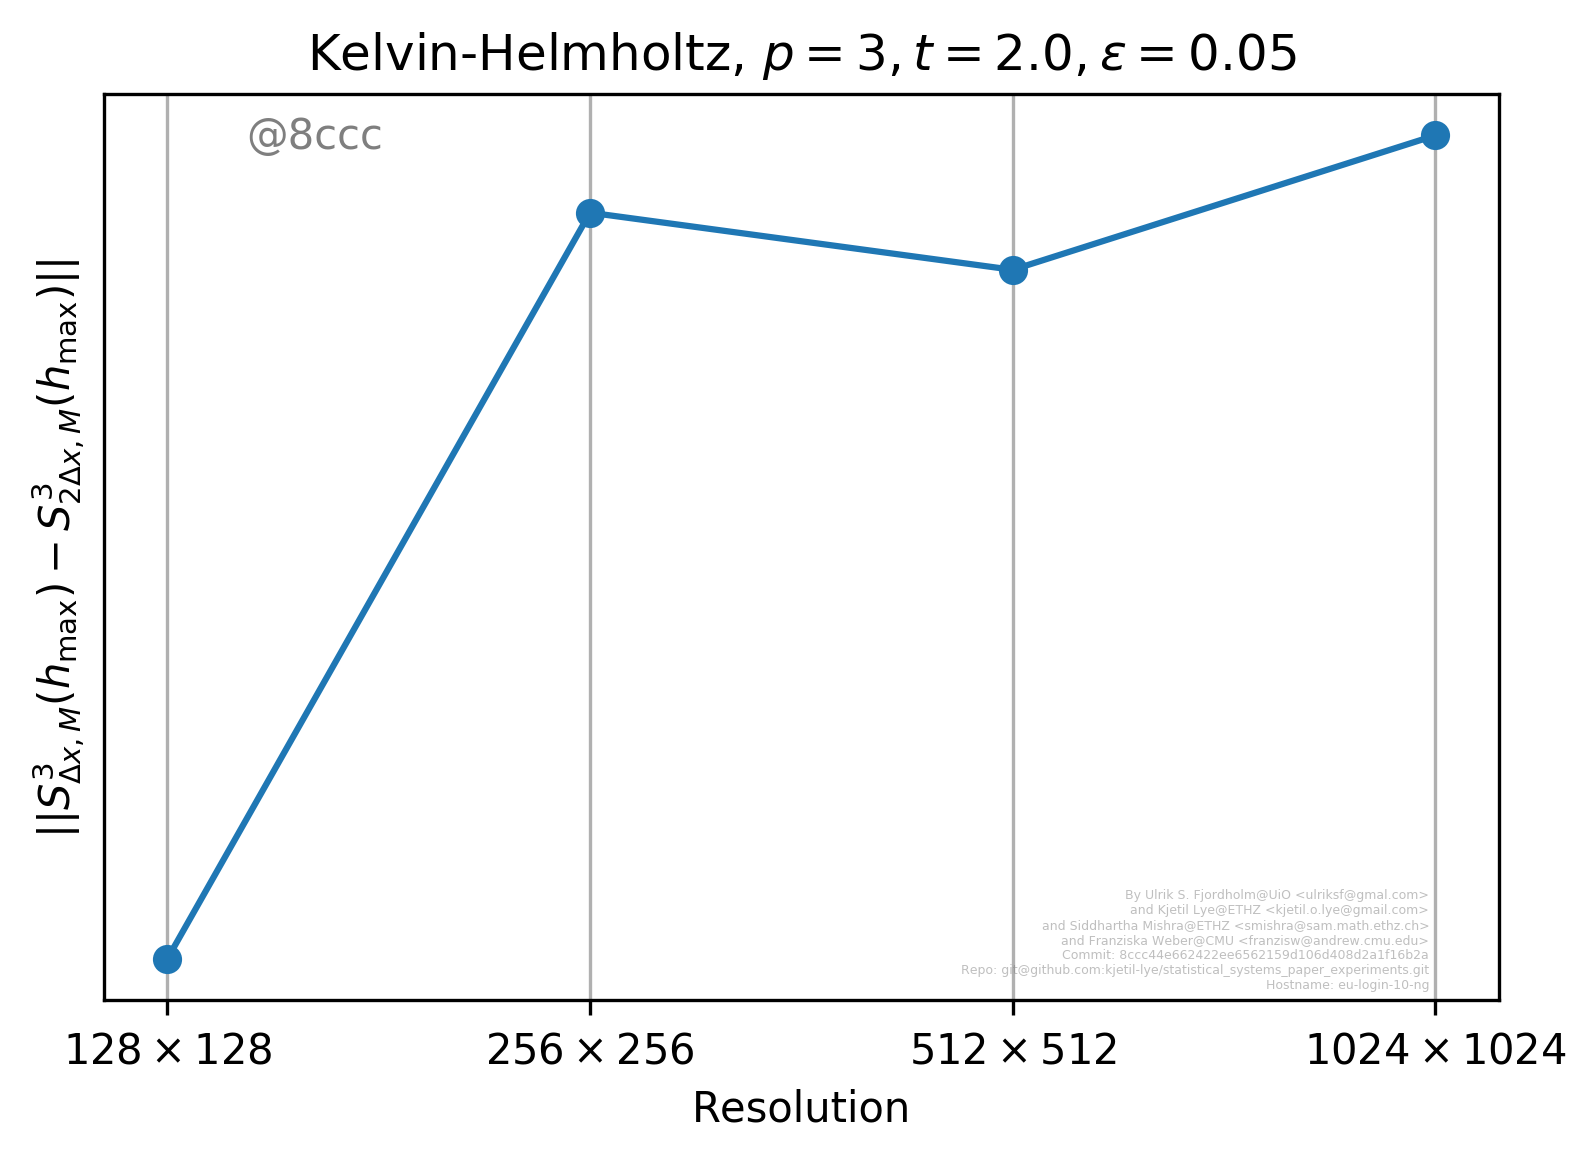 Kelvin-Helmholtz, p = 3, t = 2.0, ε = 0.05
@8ccc
||S³_{Δx,M}(h_max) − S³_{2Δx,M}(h_max)||
By Ulrik S. Fjordholm@UiO <ulriksf@gmal.com>
and Kjetil Lye@ETHZ <kjetil.o.lye@gmail.com>
and Siddhartha Mishra@ETHZ <smishra@sam.math.ethz.ch>
and Franziska Weber@CMU <franzisw@andrew.cmu.edu>
Commit: 8ccc44e662422ee6562159d106d408d2a1f16b2a
Repo: git@github.com:kjetil-lye/statistical_systems_paper_experiments.git
Hostname: eu-login-10-ng
128 × 128 256 × 256 512 × 512 1024 × 1024
Resolution